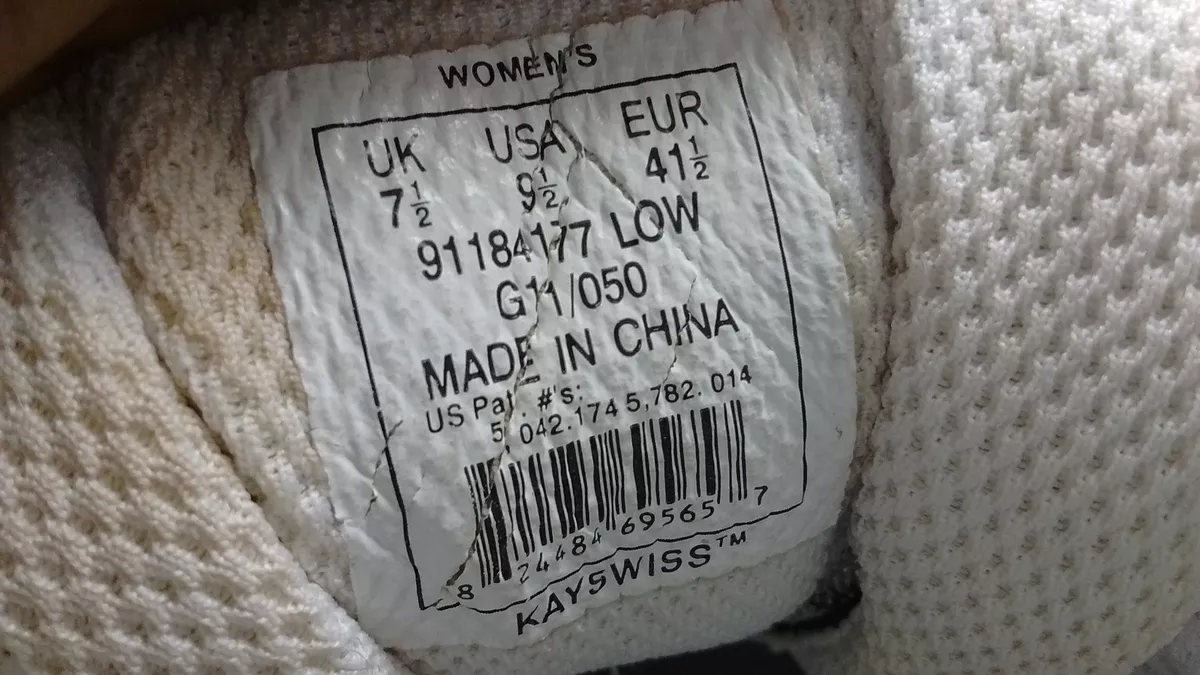 WOMEN'S
UK USA EUR
7½ 9½ 41½
91184177 LOW
G11/050
MADE IN CHINA
US Pat. #'s:
5,042.174 5,782.014
8 24484 69565 7
KAY5WISS™